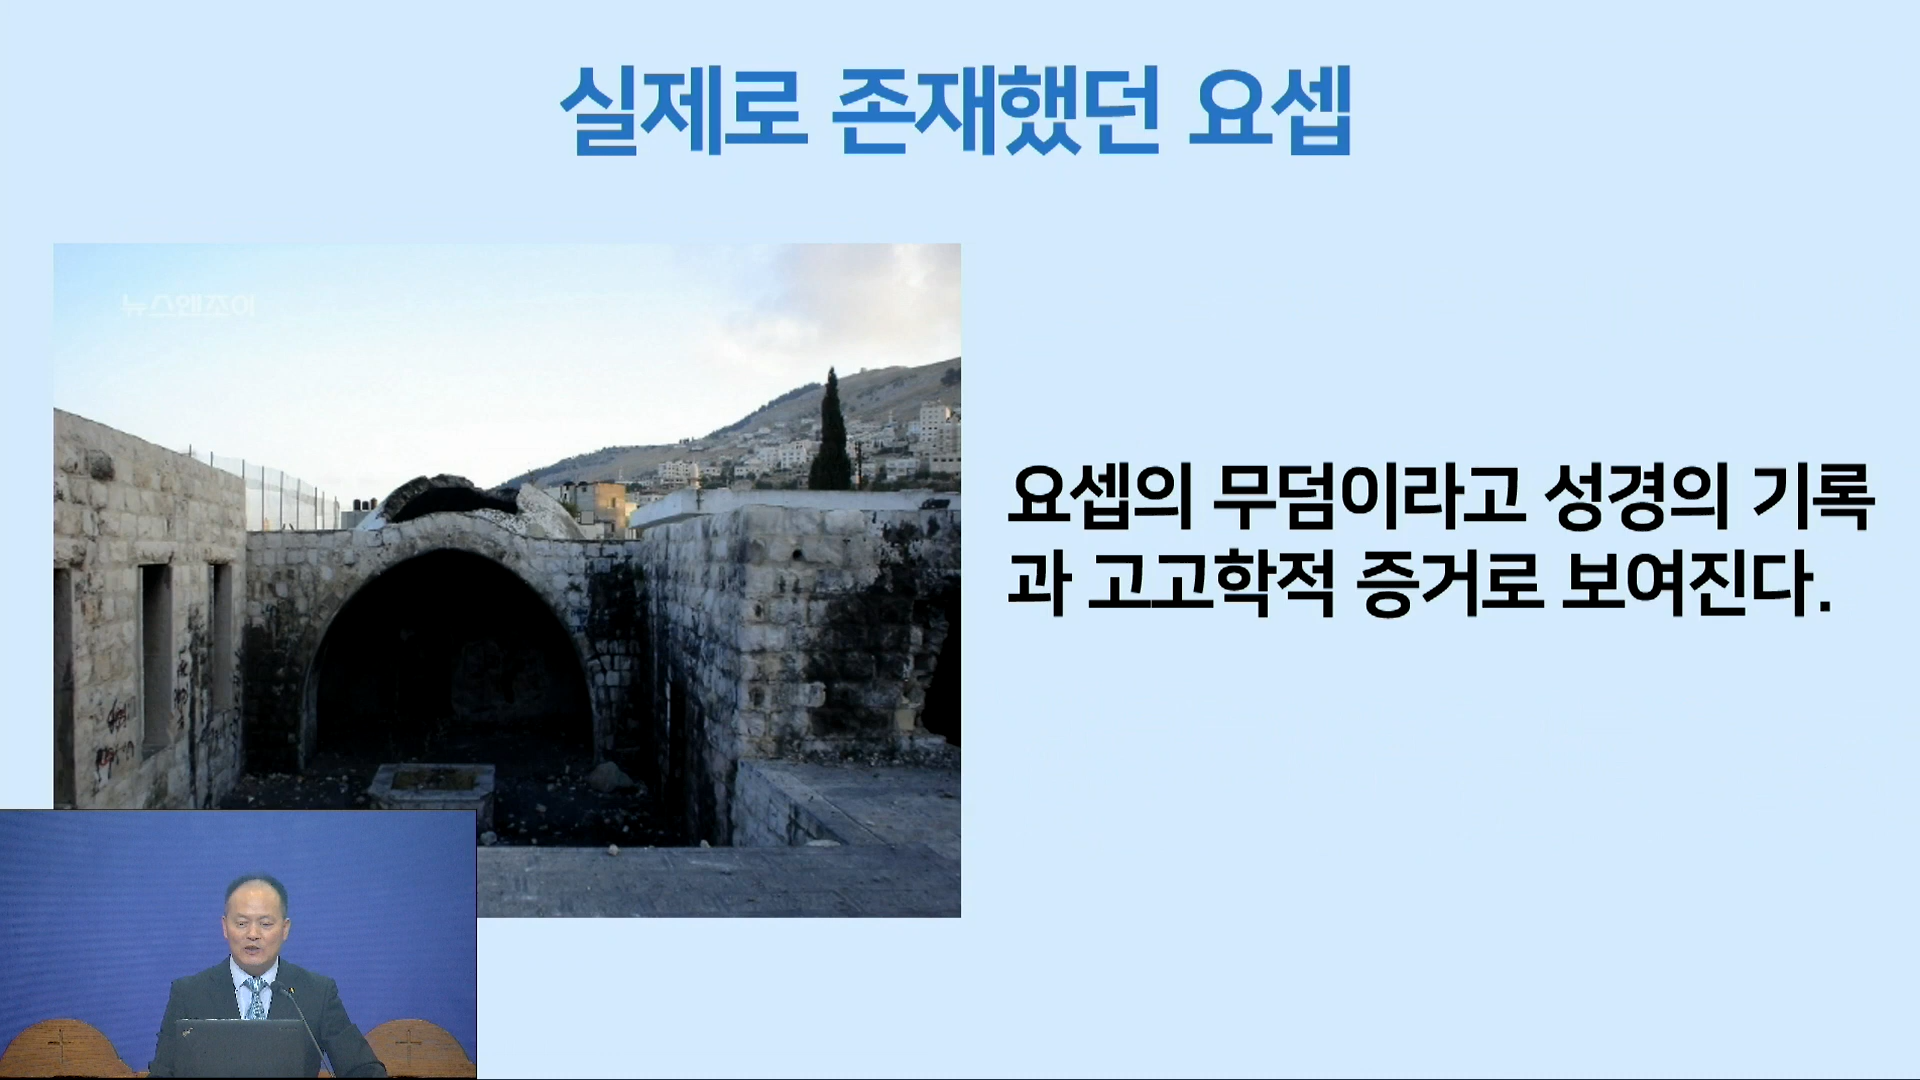 실제로 존재했던 요셉
뉴스앤조이
요셉의 무덤이라고 성경의 기록
과 고고학적 증거로 보여진다.